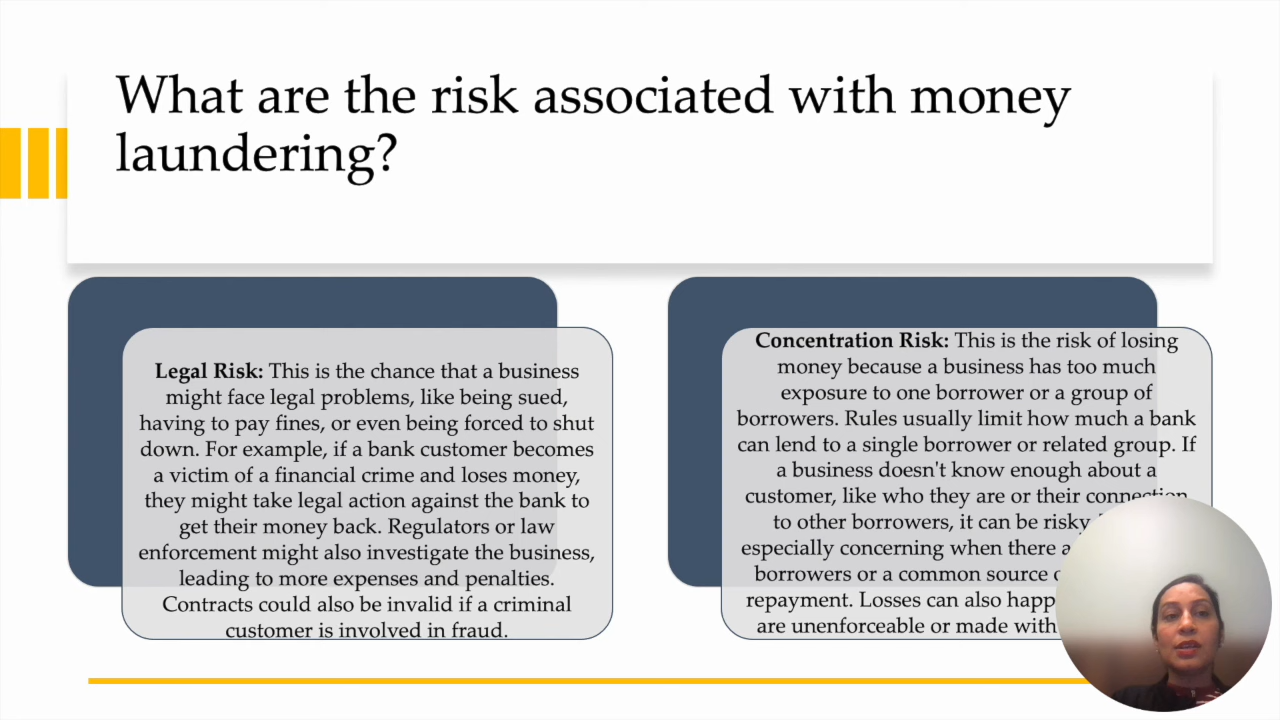 What are the risk associated with money
laundering?
Legal Risk: This is the chance that a business
might face legal problems, like being sued,
having to pay fines, or even being forced to shut
down. For example, if a bank customer becomes
a victim of a financial crime and loses money,
they might take legal action against the bank to
get their money back. Regulators or law
enforcement might also investigate the business,
leading to more expenses and penalties.
Contracts could also be invalid if a criminal
customer is involved in fraud.
Concentration Risk: This is the risk of losing
money because a business has too much
exposure to one borrower or a group of
borrowers. Rules usually limit how much a bank
can lend to a single borrower or related group. If
a business doesn't know enough about a
customer, like who they are or their connection
to other borrowers, it can be risky.
especially concerning when there
borrowers or a common source
repayment. Losses can also
are unenforceable or made with